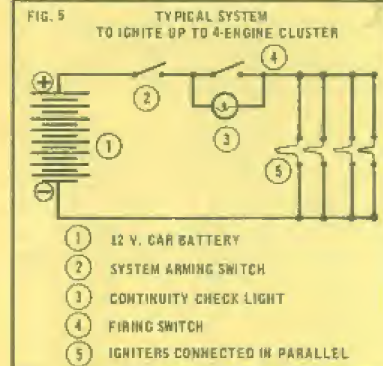 FIG. 5
TYPICAL SYSTEM
TO IGNITE UP TO 4-ENGINE CLUSTER
4
+
2
3
1
5
−
1 12 V. CAR BATTERY
2 SYSTEM ARMING SWITCH
3 CONTINUITY CHECK LIGHT
4 FIRING SWITCH
5 IGNITERS CONNECTED IN PARALLEL